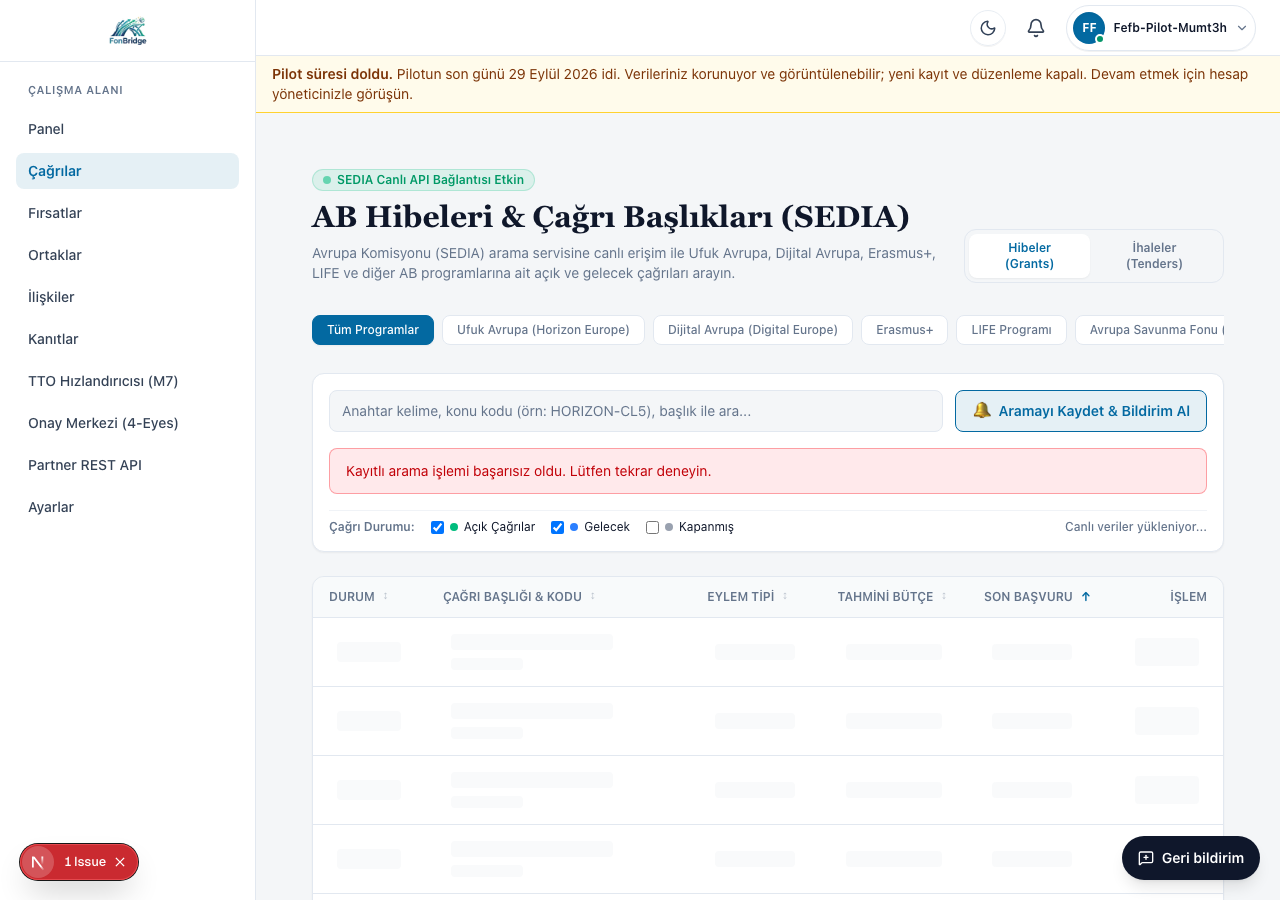 FonBridge
FF
Fefb-Pilot-Mumt3h
Pilot süresi doldu. Pilotun son günü 29 Eylül 2026 idi. Verileriniz korunuyor ve görüntülenebilir; yeni kayıt ve düzenleme kapalı. Devam etmek için hesap
yöneticinizle görüşün.
ÇALIŞMA ALANI
Panel
Çağrılar
Fırsatlar
Ortaklar
İlişkiler
Kanıtlar
TTO Hızlandırıcısı (M7)
Onay Merkezi (4-Eyes)
Partner REST API
Ayarlar
SEDIA Canlı API Bağlantısı Etkin
AB Hibeleri & Çağrı Başlıkları (SEDIA)
Avrupa Komisyonu (SEDIA) arama servisine canlı erişim ile Ufuk Avrupa, Dijital Avrupa, Erasmus+,
LIFE ve diğer AB programlarına ait açık ve gelecek çağrıları arayın.
Hibeler
(Grants)
İhaleler
(Tenders)
Tüm Programlar
Ufuk Avrupa (Horizon Europe)
Dijital Avrupa (Digital Europe)
Erasmus+
LIFE Programı
Avrupa Savunma Fonu (
Anahtar kelime, konu kodu (örn: HORIZON-CL5), başlık ile ara...
Aramayı Kaydet & Bildirim Al
Kayıtlı arama işlemi başarısız oldu. Lütfen tekrar deneyin.
Çağrı Durumu:
Açık Çağrılar
Gelecek
Kapanmış
Canlı veriler yükleniyor...
DURUM ↕
ÇAĞRI BAŞLIĞI & KODU ↕
EYLEM TİPİ ↕
TAHMİNİ BÜTÇE ↕
SON BAŞVURU ↑
İŞLEM
N
1 Issue
Geri bildirim